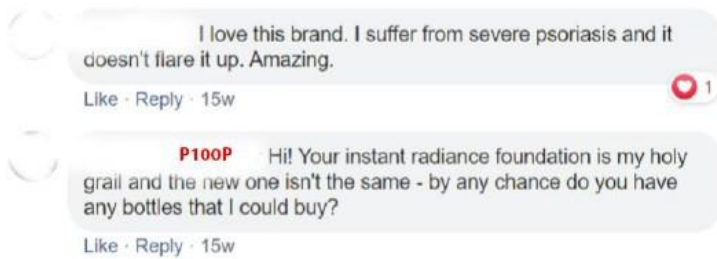 I love this brand. I suffer from severe psoriasis and it
doesn't flare it up. Amazing.
Like · Reply · 15w
1
P100P Hi! Your instant radiance foundation is my holy
grail and the new one isn't the same - by any chance do you have
any bottles that I could buy?
Like · Reply · 15w